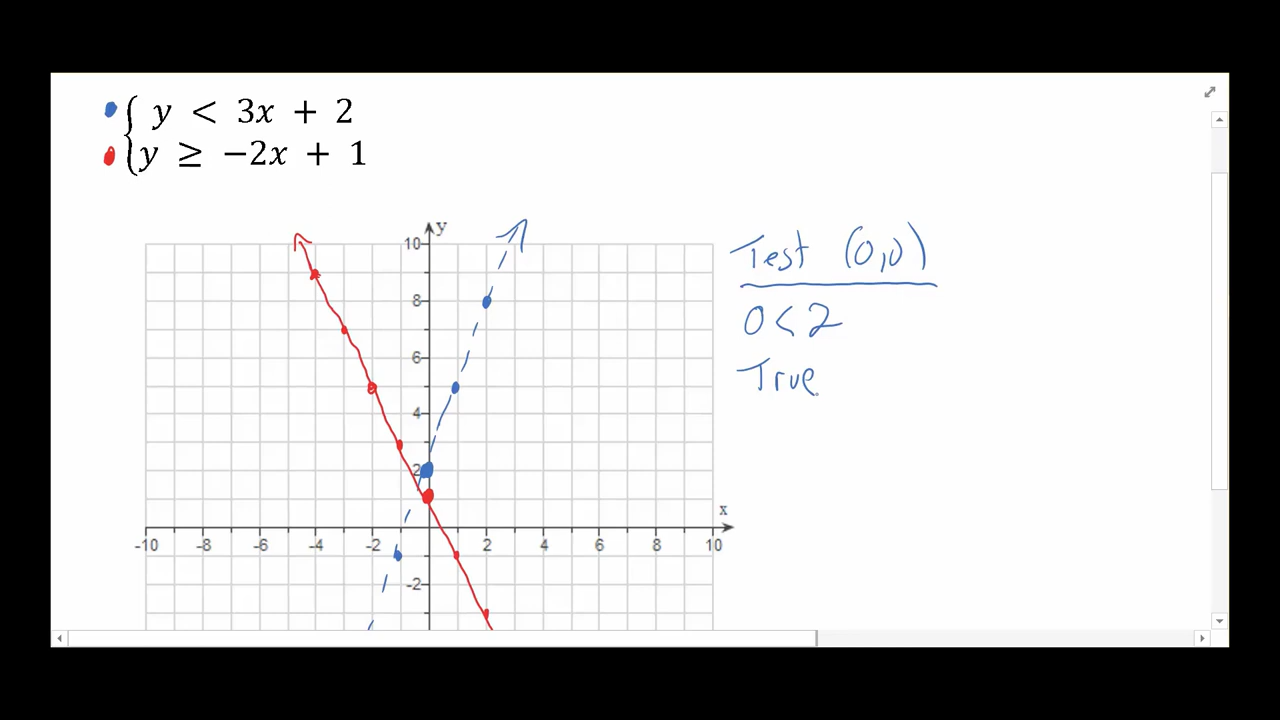 y < 3x + 2
y ≥ −2x + 1
y
10
8
6
4
2
x
-10 -8 -6 -4 -2 2 4 6 8 10
-2
Test (0,0)
0 < 2
True